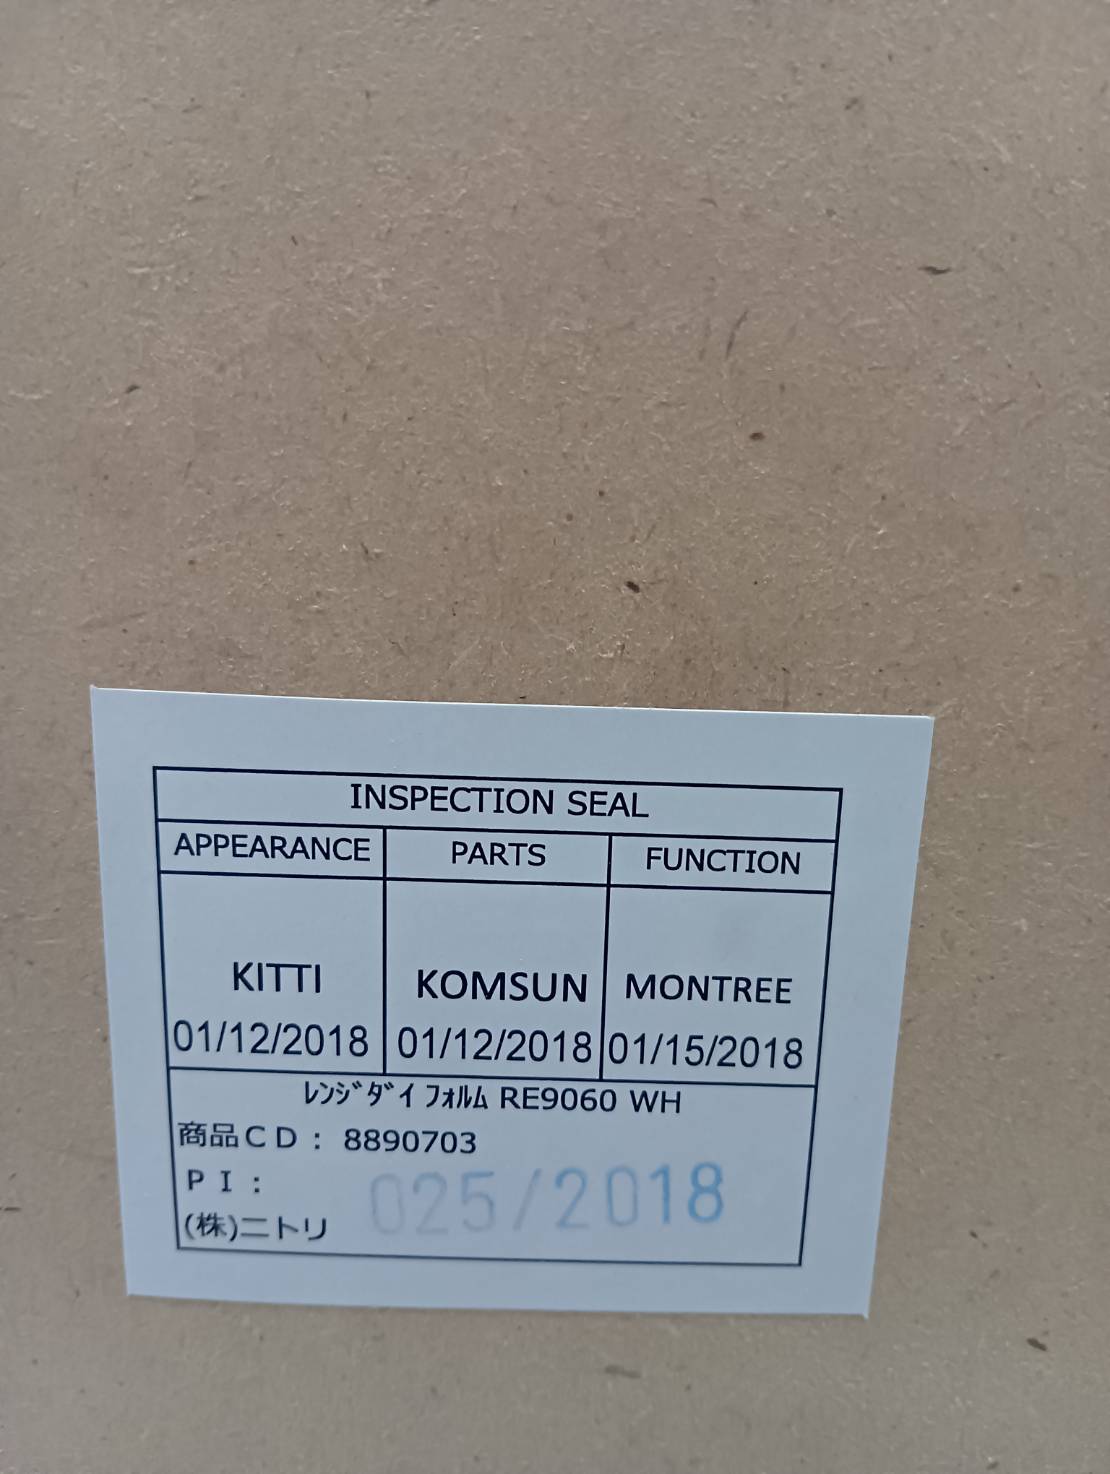 INSPECTION SEAL
APPEARANCE PARTS FUNCTION
KITTI KOMSUN MONTREE
01/12/2018 01/12/2018 01/15/2018
ﾚﾝｼﾞﾀﾞｲ ﾌｫﾙﾑ RE9060 WH
商品ＣＤ： 8890703
ＰＩ： 025/2018
(株)ニトリ